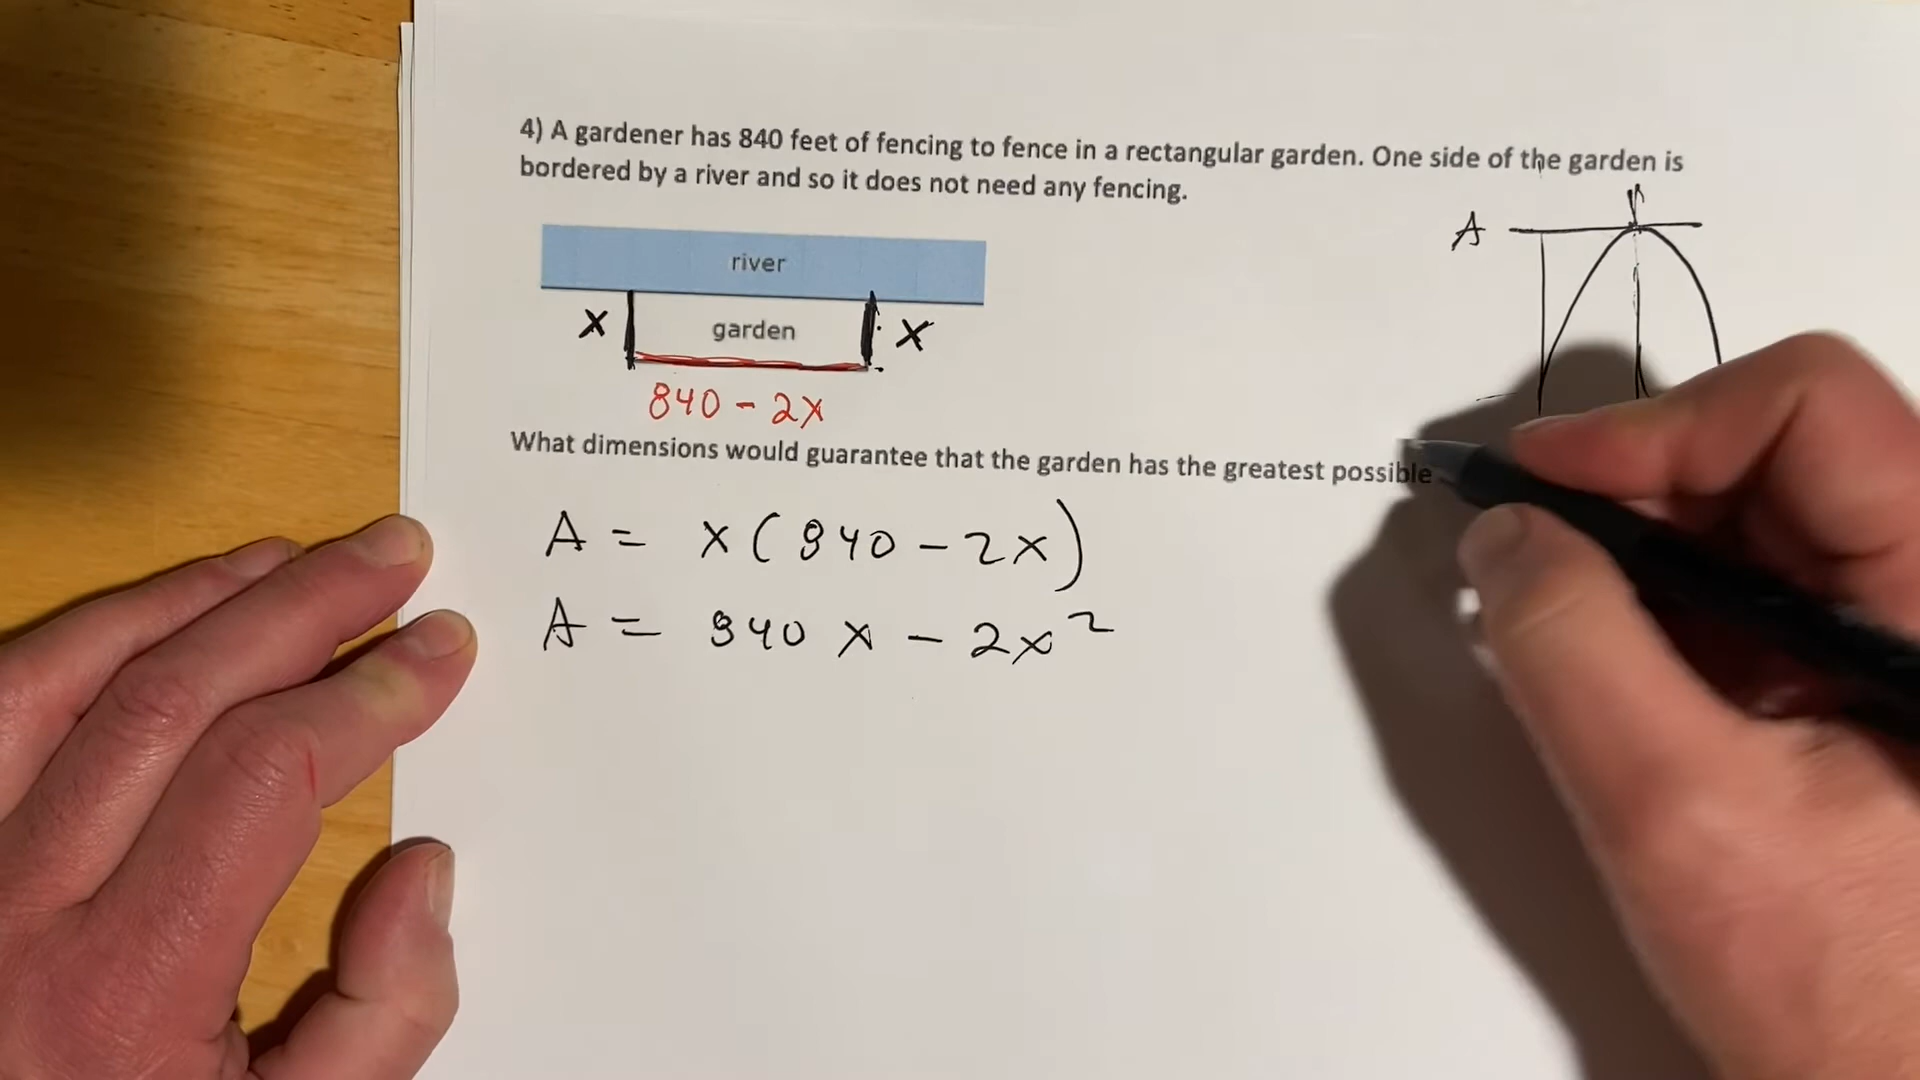 4) A gardener has 840 feet of fencing to fence in a rectangular garden. One side of the garden is
bordered by a river and so it does not need any fencing.
A
river
x garden x
840 - 2x
What dimensions would guarantee that the garden has the greatest possible
A = x(840 - 2x)
A = 840x - 2x²